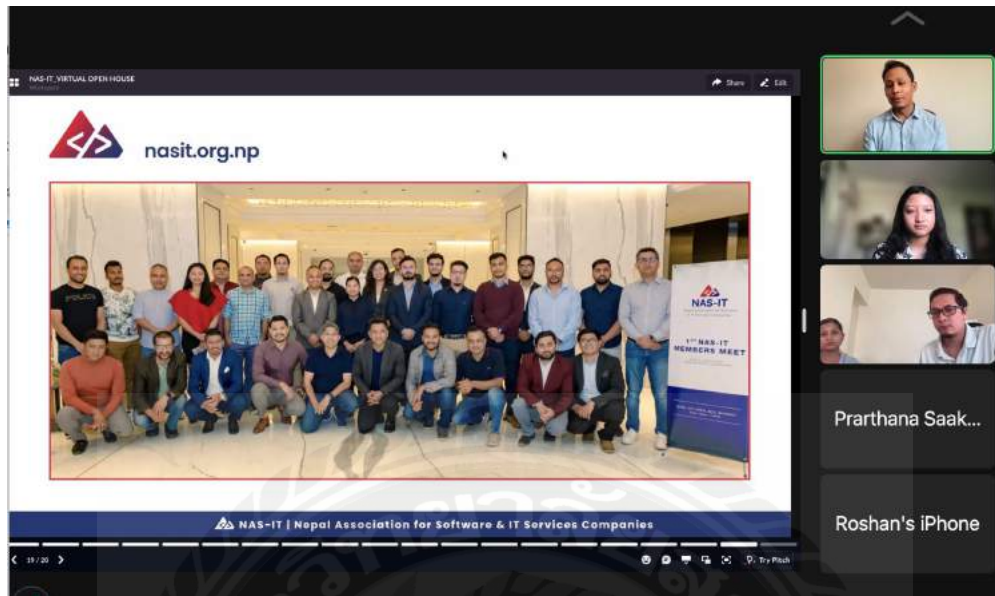 NAS-IT_VIRTUAL OPEN HOUSE
Share
Edit
</>
nasit.org.np
POLICE
NAS-IT
1ST NAS-IT
MEMBERS MEET
NAS-IT | Nepal Association for Software & IT Services Companies
19 / 20
Try Pitch
Prarthana Saak...
Roshan's iPhone